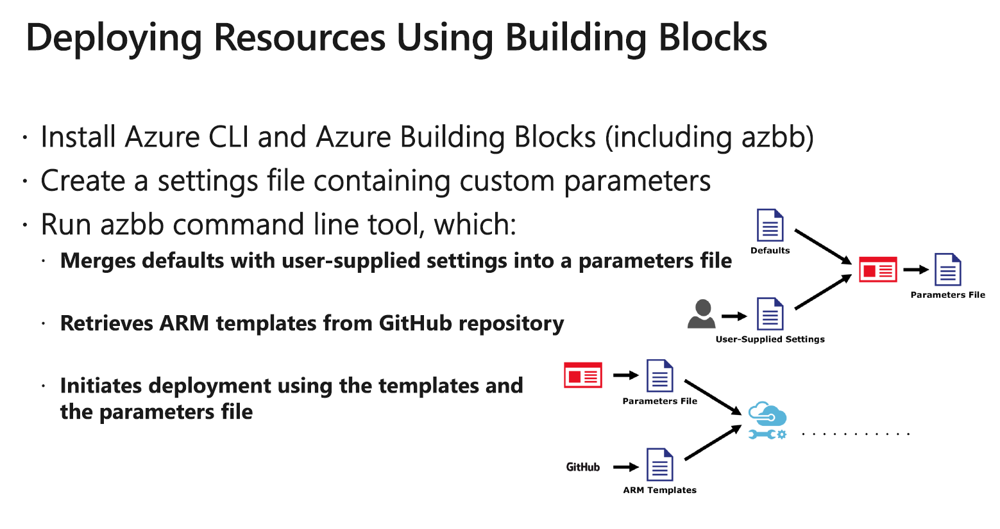 Deploying Resources Using Building Blocks
· Install Azure CLI and Azure Building Blocks (including azbb)
· Create a settings file containing custom parameters
· Run azbb command line tool, which:
· Merges defaults with user-supplied settings into a parameters file
· Retrieves ARM templates from GitHub repository
· Initiates deployment using the templates and
the parameters file
Defaults
Parameters File
User-Supplied Settings
Parameters File
GitHub
ARM Templates